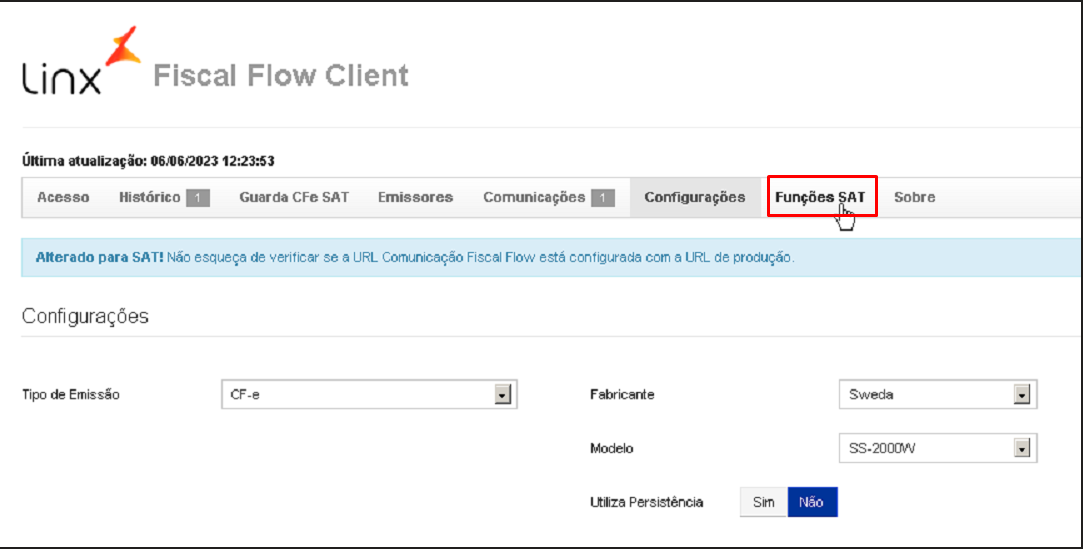 Linx Fiscal Flow Client
Última atualização: 06/06/2023 12:23:53
Acesso Histórico 1 Guarda CFe SAT Emissores Comunicações 1 Configurações Funções SAT Sobre
Alterado para SAT! Não esqueça de verificar se a URL Comunicação Fiscal Flow está configurada com a URL de produção.
Configurações
Tipo de Emissão CF-e Fabricante Sweda
Modelo SS-2000W
Utiliza Persistência Sim Não